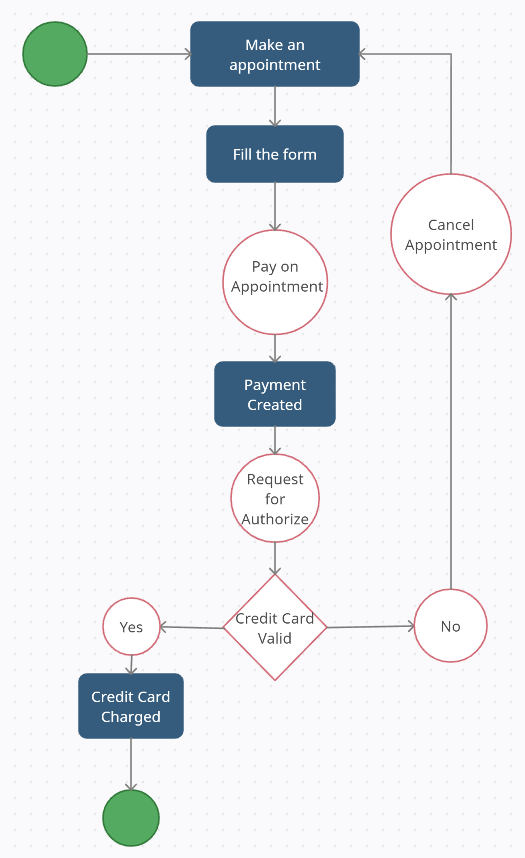 Make an
appointment
Fill the form
Cancel
Appointment
Pay on
Appointment
Payment
Created
Request
for
Authorize
Credit Card
Valid
Yes
No
Credit Card
Charged